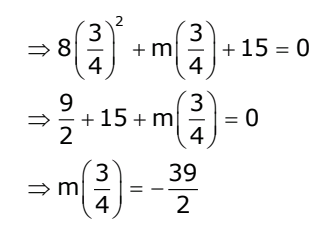 ⇒ 8(3/4)² + m(3/4) + 15 = 0
⇒ 9/2 + 15 + m(3/4) = 0
⇒ m(3/4) = −39/2